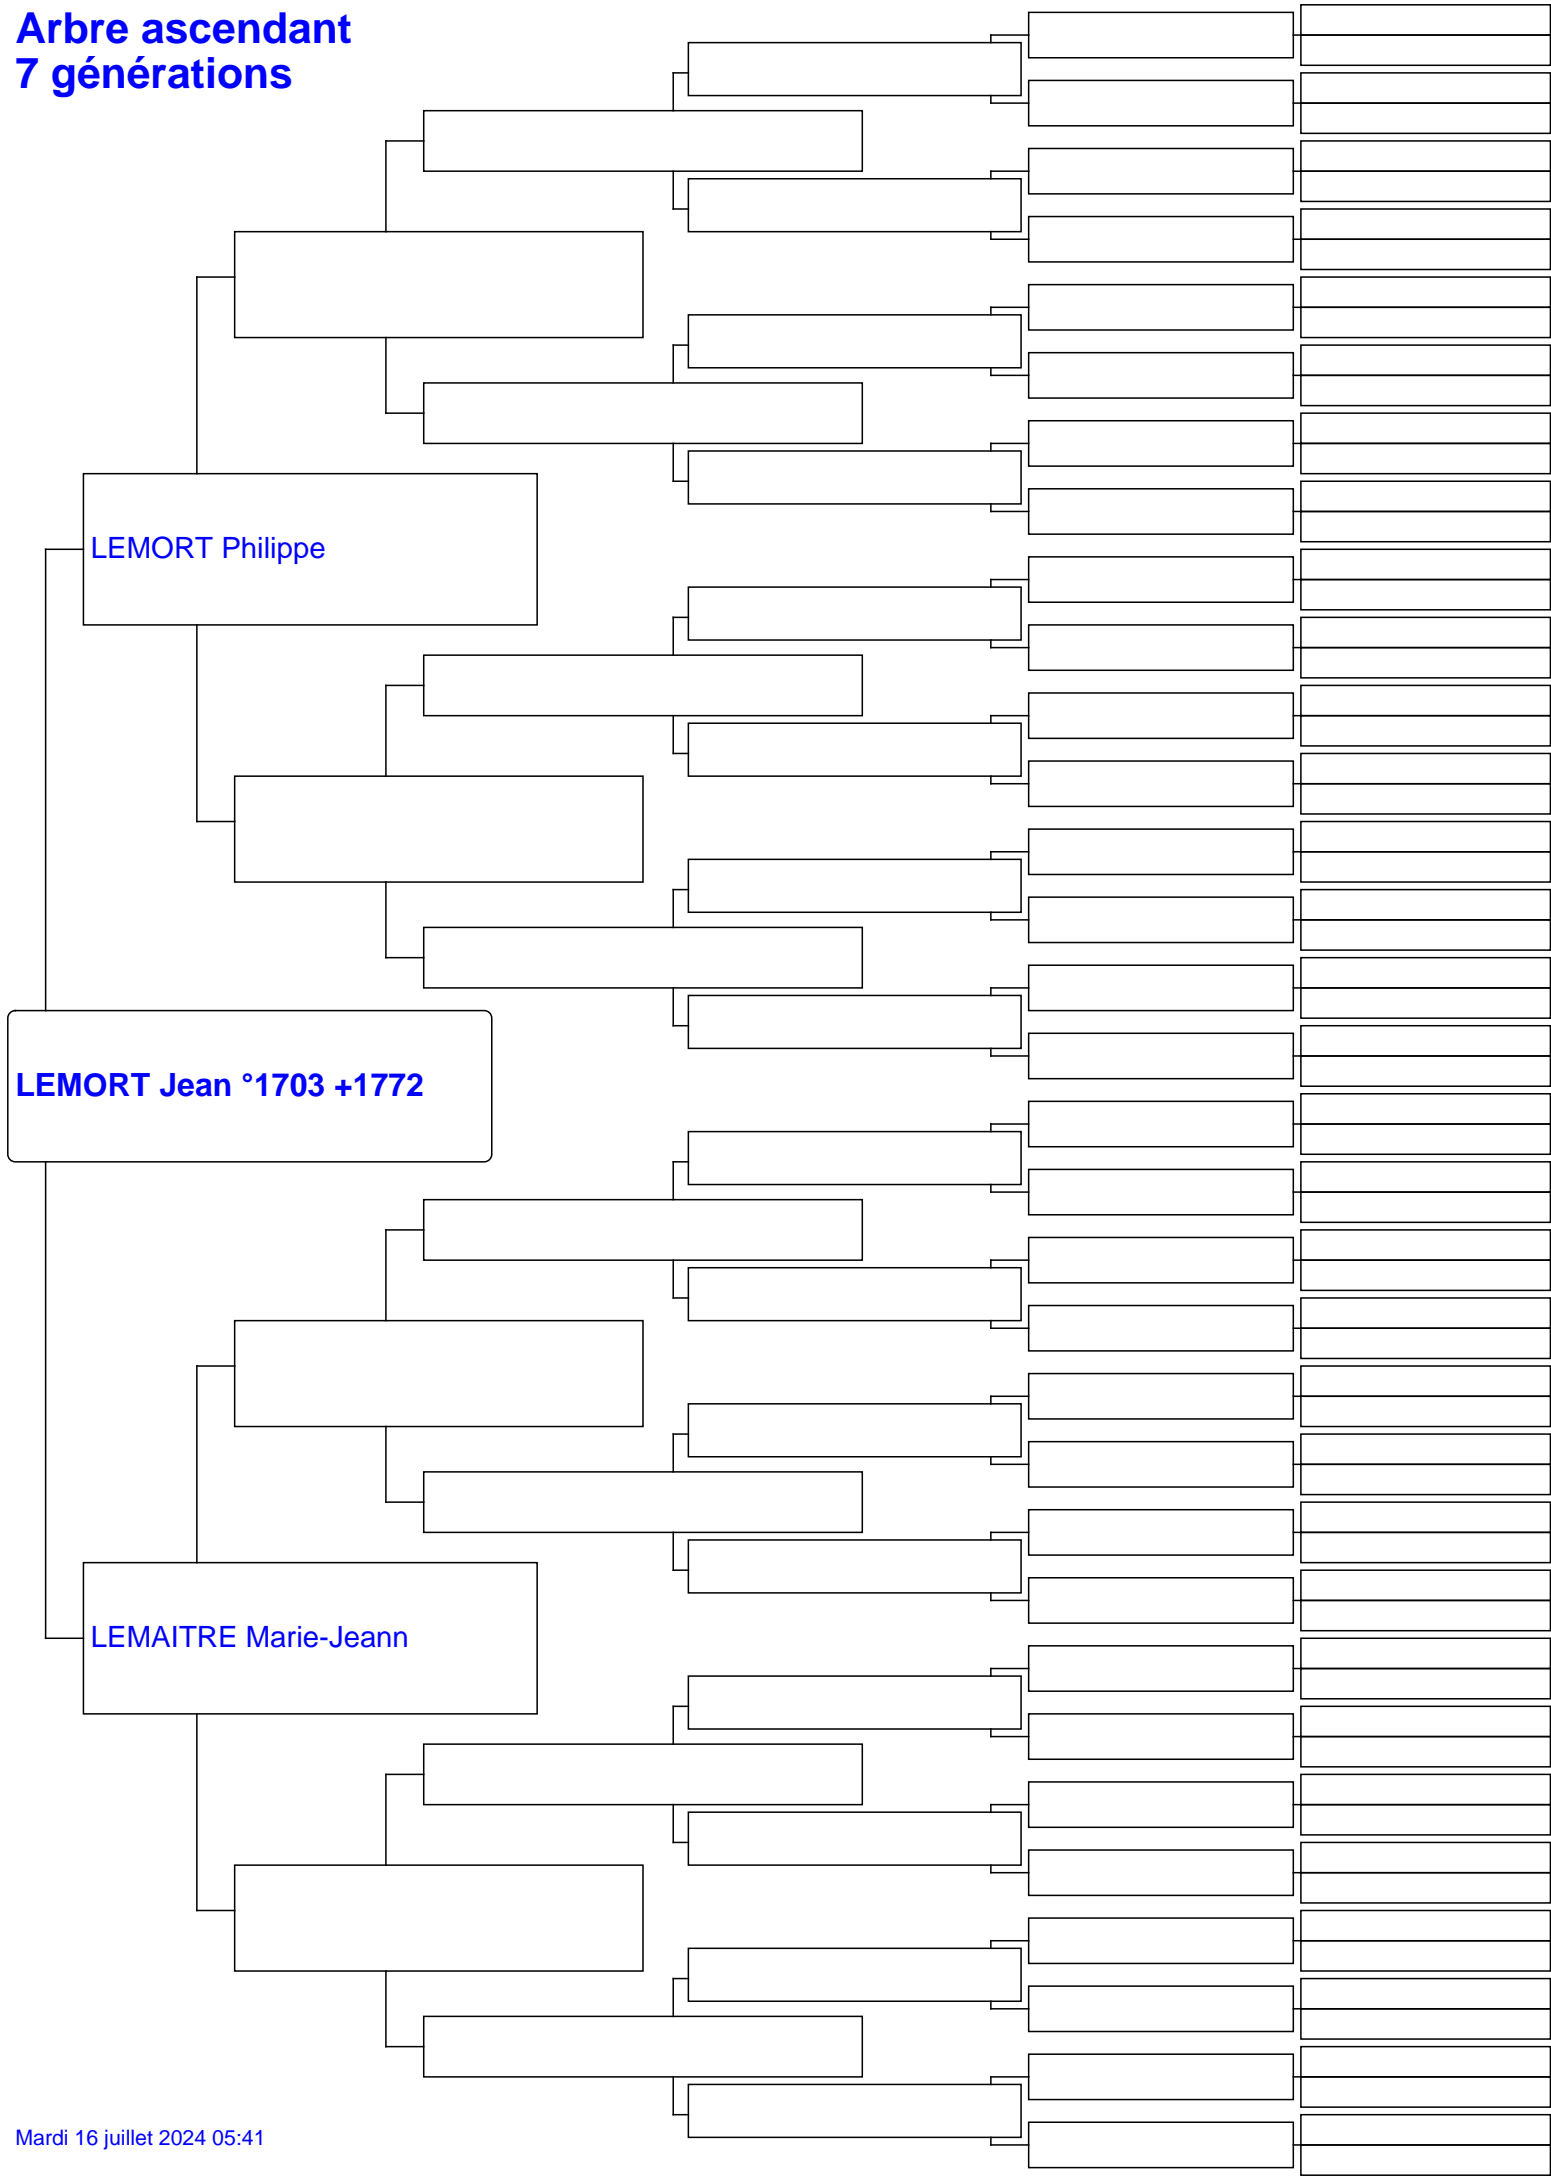 Arbre ascendant
7 générations
LEMORT Philippe
LEMORT Jean °1703 +1772
LEMAITRE Marie-Jeann
Mardi 16 juillet 2024 05:41